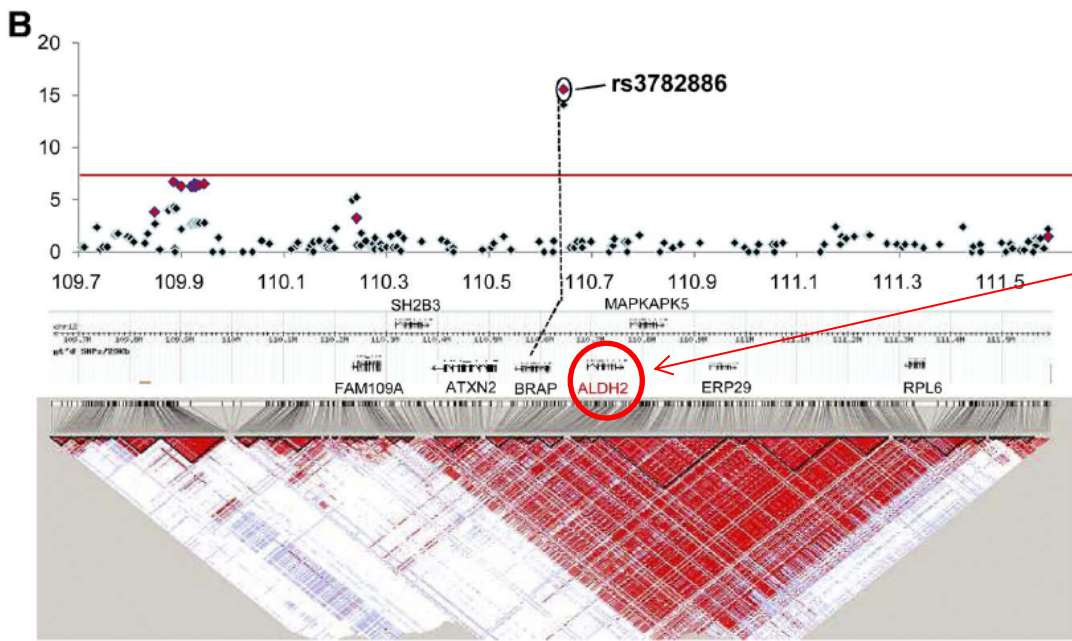 B
20
15
10
5
0
rs3782886
109.7 109.9 110.1 110.3 110.5 110.7 110.9 111.1 111.3 111.5
SH2B3 MAPKAPK5
chr12
FAM109A ATXN2 BRAP ALDH2 ERP29 RPL6